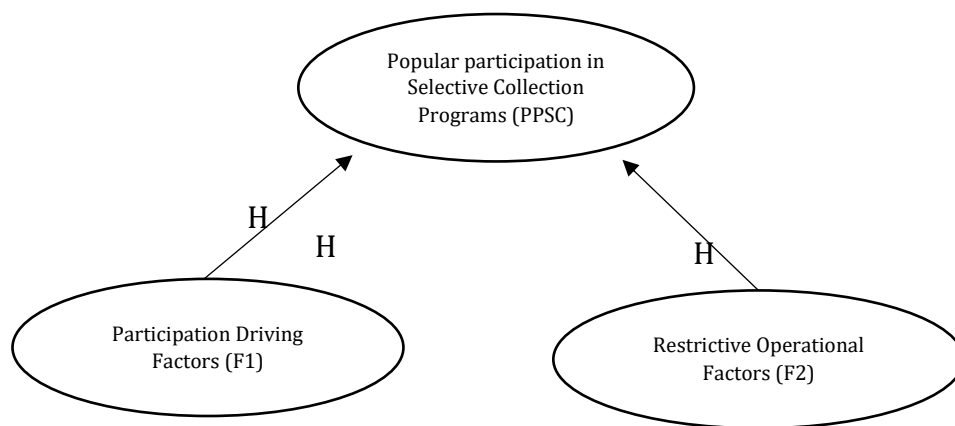 Popular participation in
Selective Collection
Programs (PPSC)
H
H
H
Participation Driving
Factors (F1)
Restrictive Operational
Factors (F2)